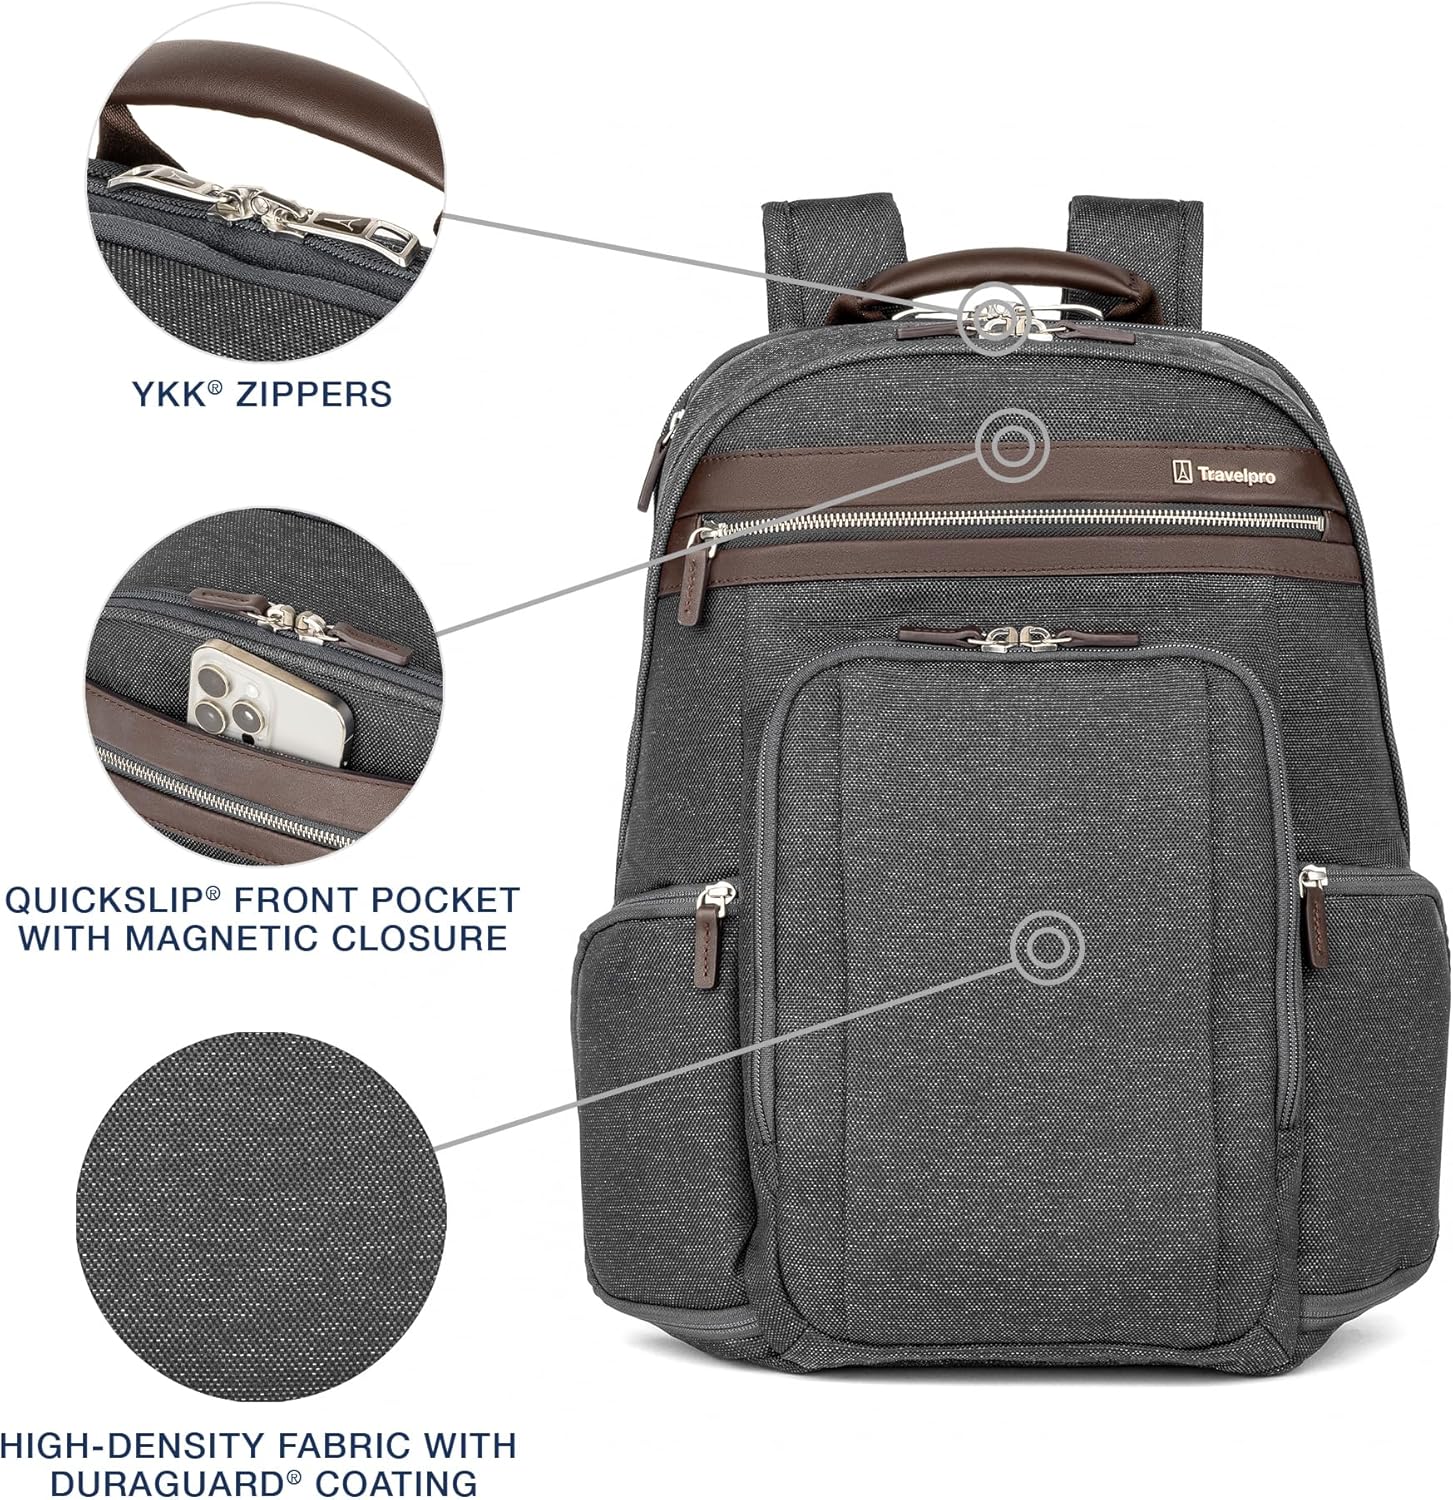 YKK® ZIPPERS
Travelpro
QUICKSLIP® FRONT POCKET
WITH MAGNETIC CLOSURE
HIGH-DENSITY FABRIC WITH
DURAGUARD® COATING